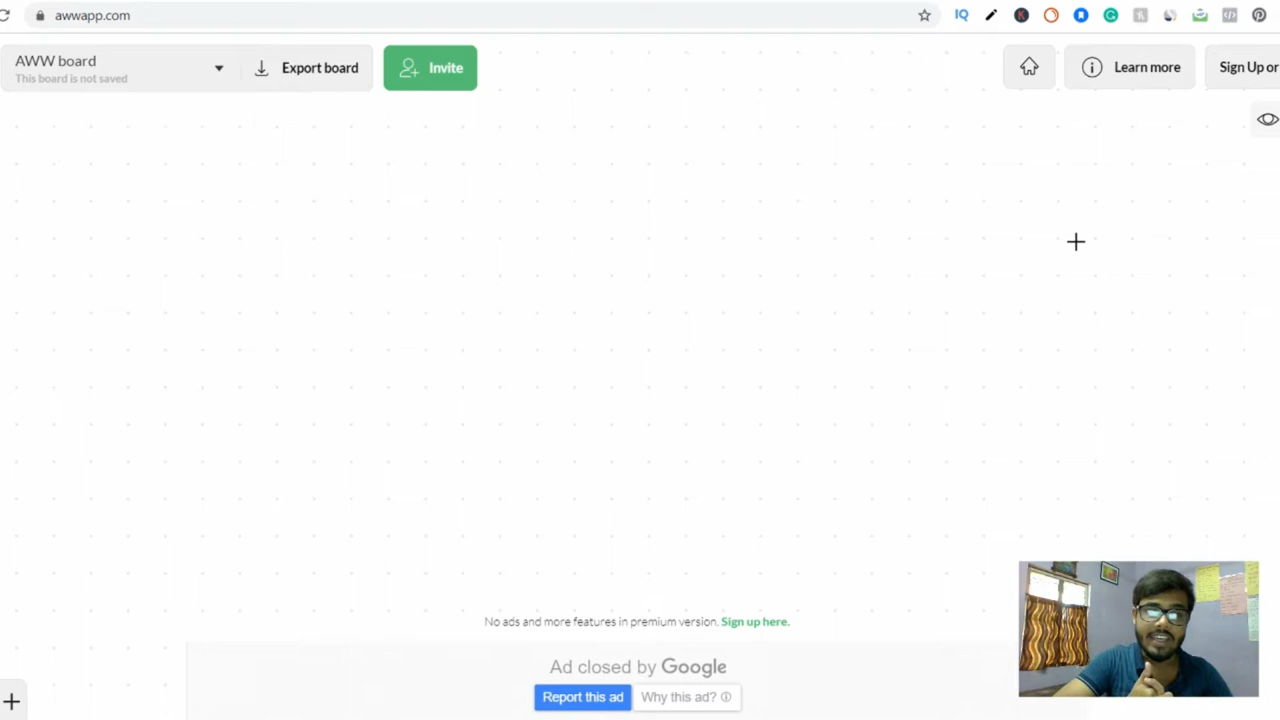 awwapp.com
IQ
AWW board
This board is not saved
Export board
Invite
Learn more
Sign Up or
No ads and more features in premium version. Sign up here.
Ad closed by Google
Report this ad
Why this ad?